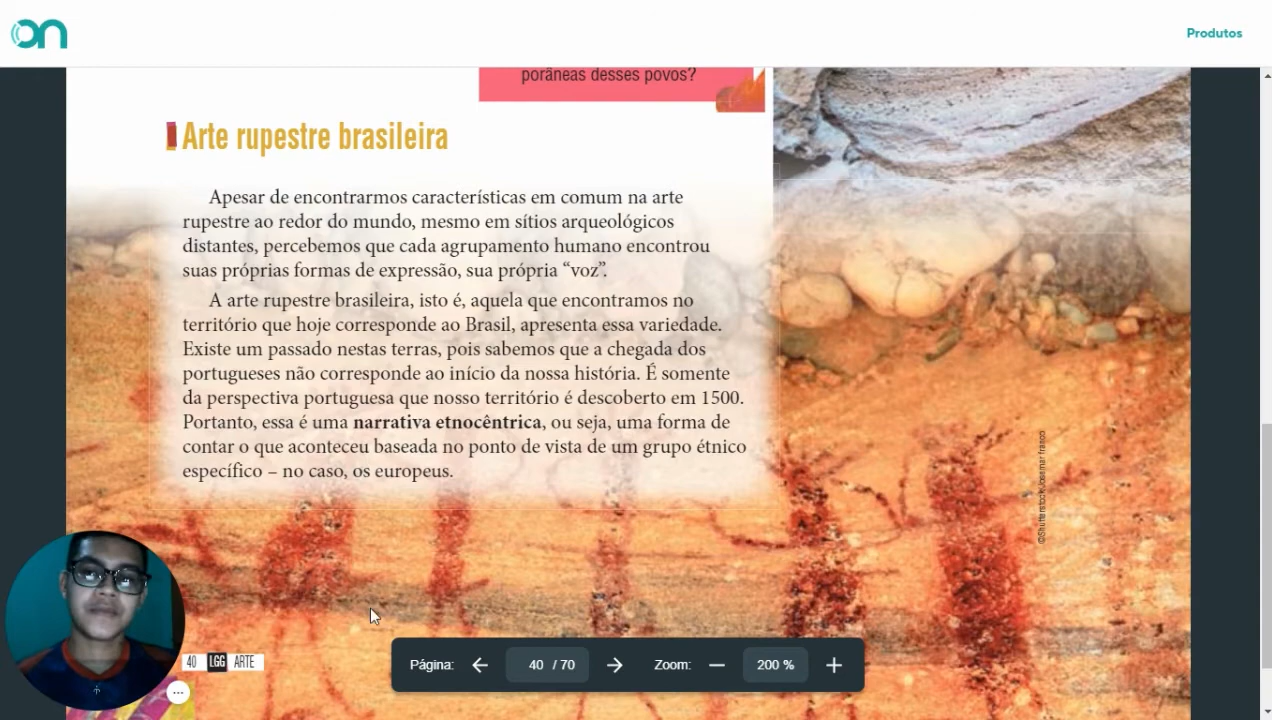 on
Produtos
porâneas desses povos?
Arte rupestre brasileira
Apesar de encontrarmos características em comum na arte
rupestre ao redor do mundo, mesmo em sítios arqueológicos
distantes, percebemos que cada agrupamento humano encontrou
suas próprias formas de expressão, sua própria “voz”.
A arte rupestre brasileira, isto é, aquela que encontramos no
território que hoje corresponde ao Brasil, apresenta essa variedade.
Existe um passado nestas terras, pois sabemos que a chegada dos
portugueses não corresponde ao início da nossa história. É somente
da perspectiva portuguesa que nosso território é descoberto em 1500.
Portanto, essa é uma narrativa etnocêntrica, ou seja, uma forma de
contar o que aconteceu baseada no ponto de vista de um grupo étnico
específico – no caso, os europeus.
©Shutterstock/Josemar franco
40 LGG ARTE
Página: 40 / 70 Zoom: 200 %